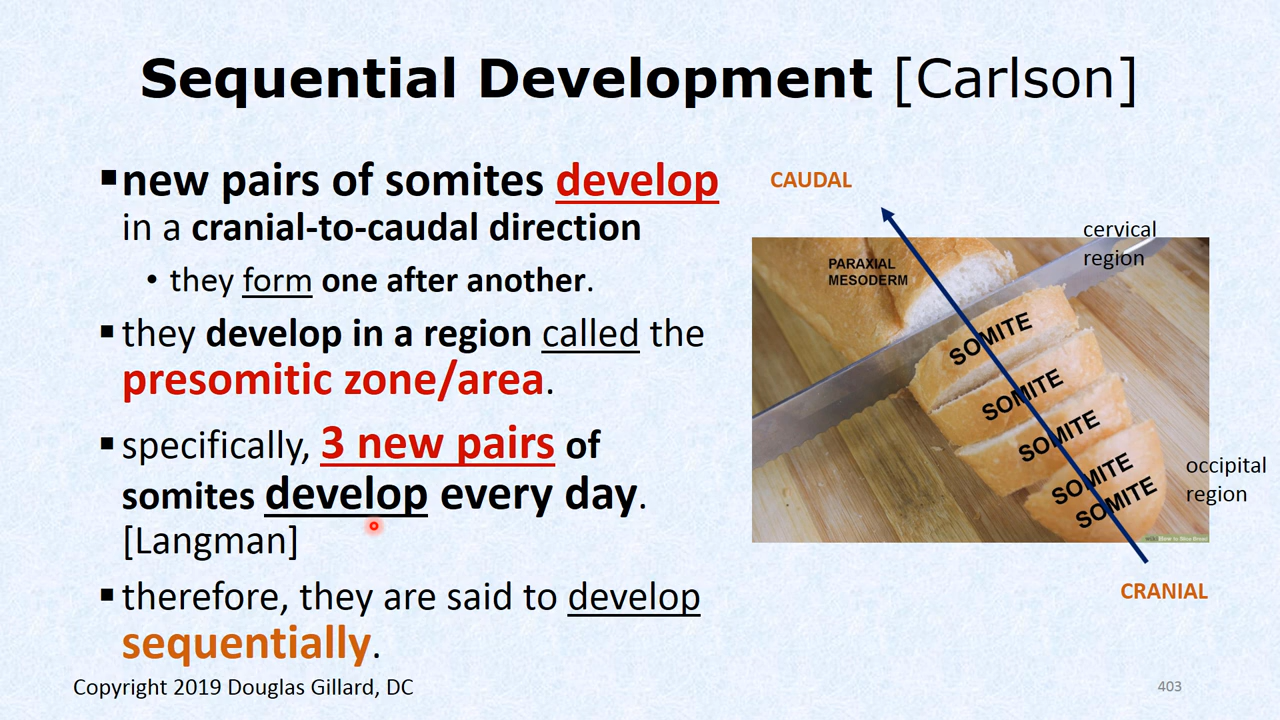 Sequential Development [Carlson]
▪new pairs of somites develop
in a cranial-to-caudal direction
• they form one after another.
▪ they develop in a region called the
presomitic zone/area.
▪ specifically, 3 new pairs of
somites develop every day.
[Langman]
▪ therefore, they are said to develop
sequentially.
CAUDAL
cervical
region
PARAXIAL
MESODERM
SOMITE
SOMITE
SOMITE
SOMITE
SOMITE
occipital
region
CRANIAL
Copyright 2019 Douglas Gillard, DC
403